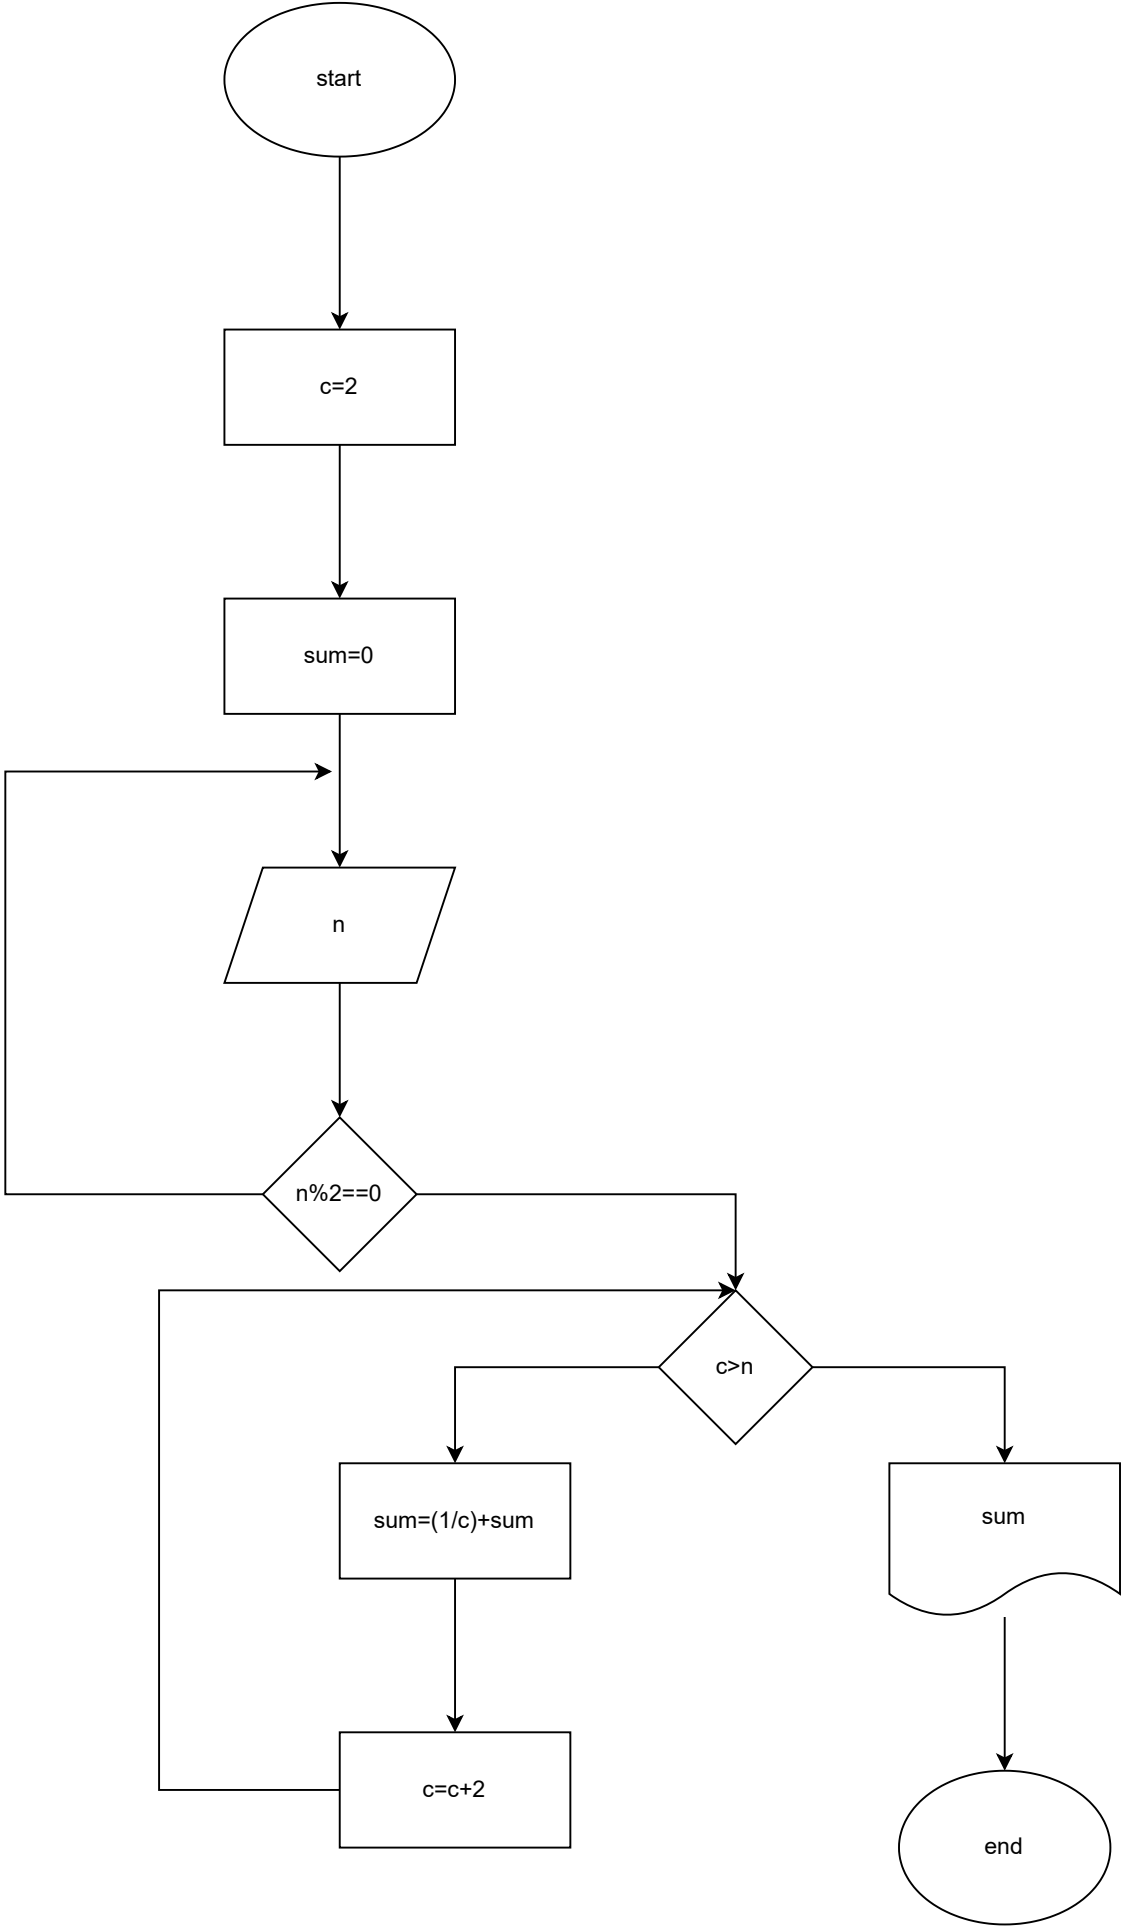 start
c=2
sum=0
n
n%2==0
c>n
sum=(1/c)+sum
sum
c=c+2
end